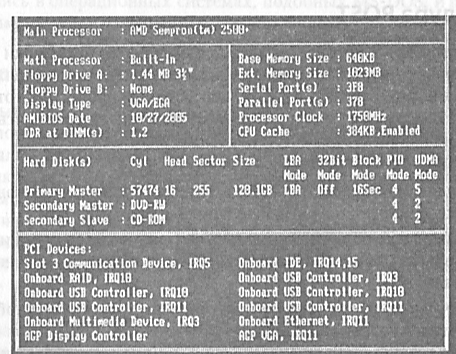 Main Processor : AMD Sempron(tm) 2500+
Math Processor : Built-In Base Memory Size : 640KB
Floppy Drive A: : 1.44 MB 3½" Ext. Memory Size : 1023MB
Floppy Drive B: : None Serial Port(s) : 3F8
Display Type : VGA/EGA Parallel Port(s) : 378
AMIBIOS Date : 10/27/2005 Processor Clock : 1750MHz
DDR at DIMM(s) : 1,2 CPU Cache : 384KB,Enabled
Hard Disk(s) Cyl Head Sector Size LBA 32Bit Block PIO UDMA
Mode Mode Mode Mode Mode
Primary Master : 57474 16 255 120.1GB LBA Off 16Sec 4 5
Secondary Master : DVD-RW 4 2
Secondary Slave : CD-ROM 4 2
PCI Devices:
Slot 3 Communication Device, IRQ5 Onboard IDE, IRQ14,15
Onboard RAID, IRQ10 Onboard USB Controller, IRQ3
Onboard USB Controller, IRQ10 Onboard USB Controller, IRQ10
Onboard USB Controller, IRQ11 Onboard USB Controller, IRQ11
Onboard Multimedia Device, IRQ3 Onboard Ethernet, IRQ11
AGP Display Controller AGP VGA, IRQ11